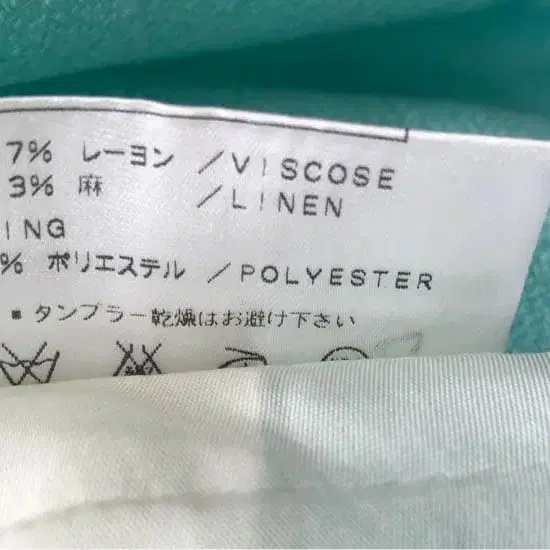 7% レーヨン /VISCOSE
3% 麻 /LINEN
ING
% ポリエステル /POLYESTER
▪ タンブラー乾燥はお避け下さい